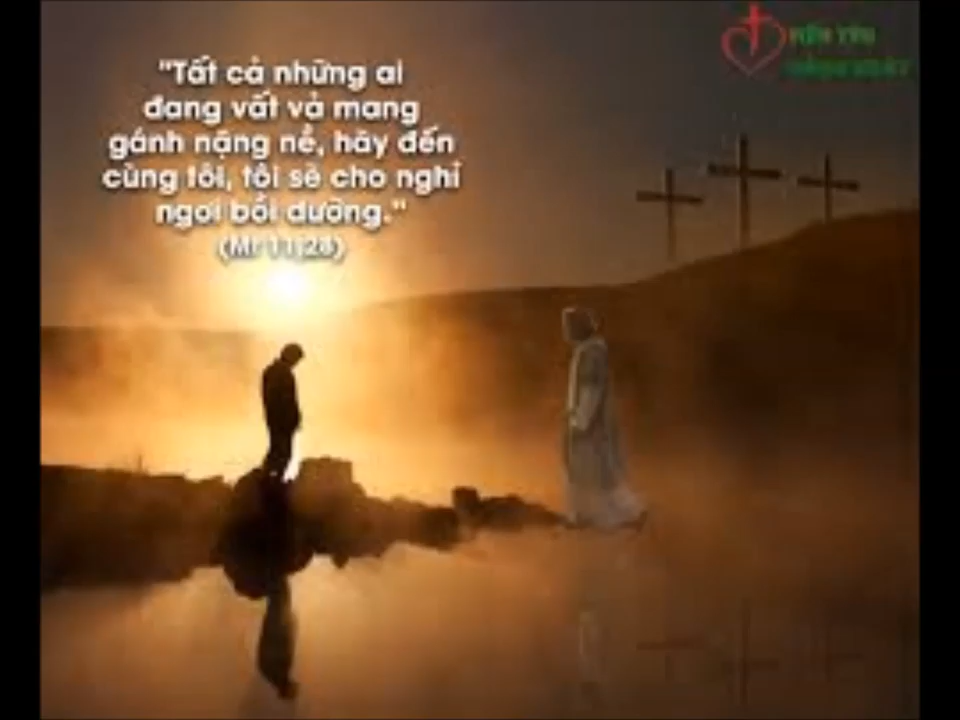 "Tất cả những ai
đang vất vả mang
gánh nặng nề, hãy đến
cùng tôi, tôi sẽ cho nghỉ
ngơi bồi dưỡng."
(Mt 11,28)